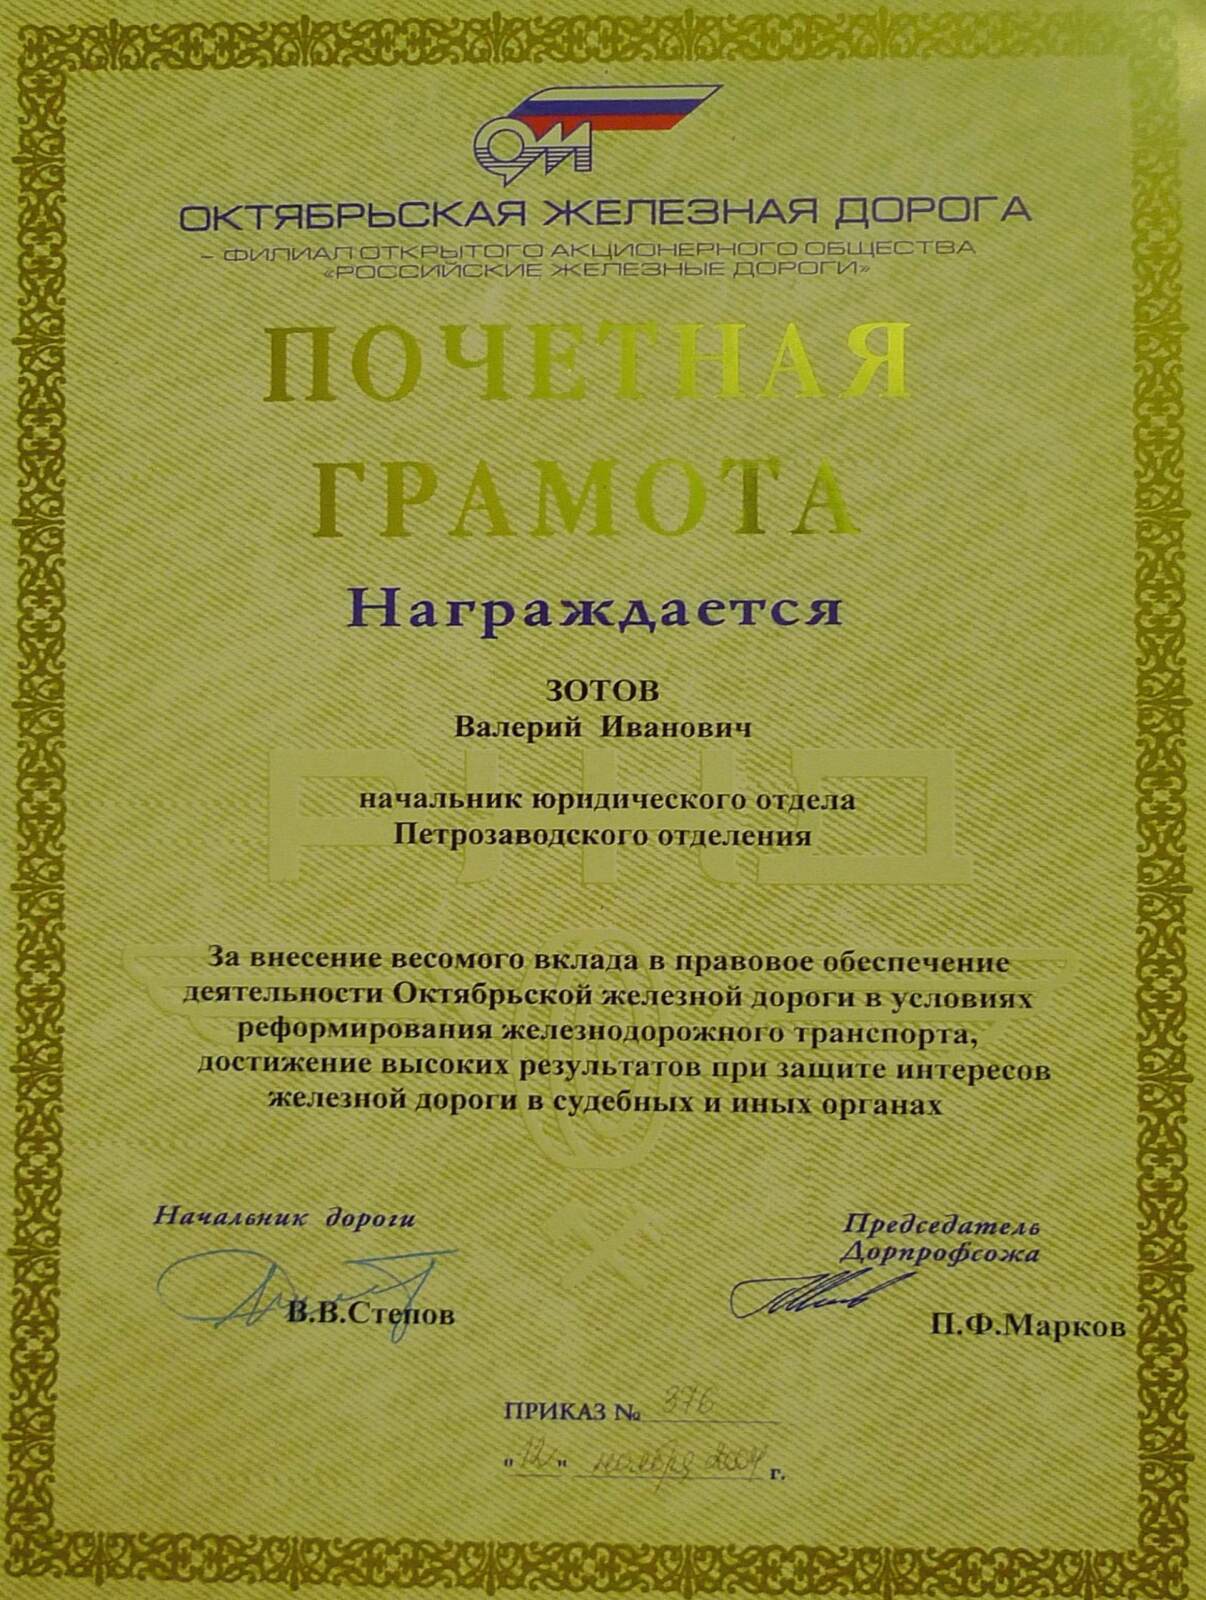 ОМ
ОКТЯБРЬСКАЯ ЖЕЛЕЗНАЯ ДОРОГА
– ФИЛИАЛ ОТКРЫТОГО АКЦИОНЕРНОГО ОБЩЕСТВА
«РОССИЙСКИЕ ЖЕЛЕЗНЫЕ ДОРОГИ»
ПОЧЕТНАЯ
ГРАМОТА
Награждается
ЗОТОВ
Валерий Иванович
РЖД
начальник юридического отдела
Петрозаводского отделения
За внесение весомого вклада в правовое обеспечение
деятельности Октябрьской железной дороги в условиях
реформирования железнодорожного транспорта,
достижение высоких результатов при защите интересов
железной дороги в судебных и иных органах
Начальник дороги
В.В.Степов
Председатель
Дорпрофсожа
П.Ф.Марков
ПРИКАЗ № 376
"12" ноября 2004 г.